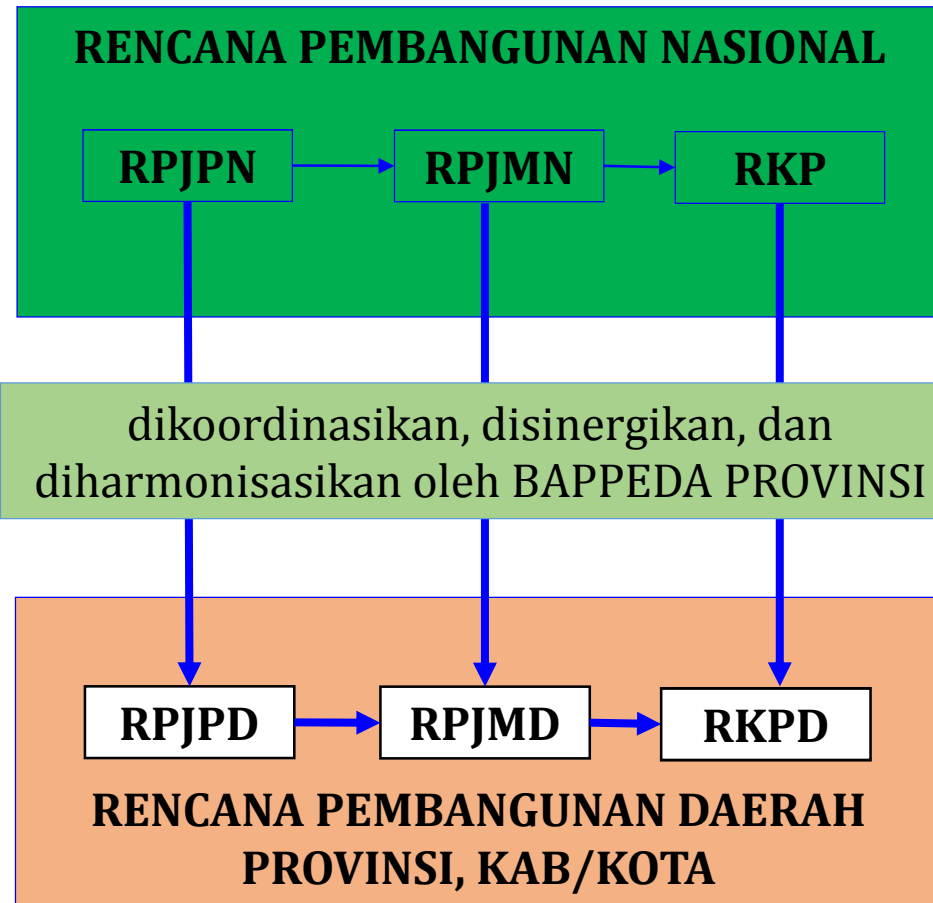 RENCANA PEMBANGUNAN NASIONAL
RPJPN
RPJMN
RKP
dikoordinasikan, disinergikan, dan
diharmonisasikan oleh BAPPEDA PROVINSI
RPJPD
RPJMD
RKPD
RENCANA PEMBANGUNAN DAERAH
PROVINSI, KAB/KOTA